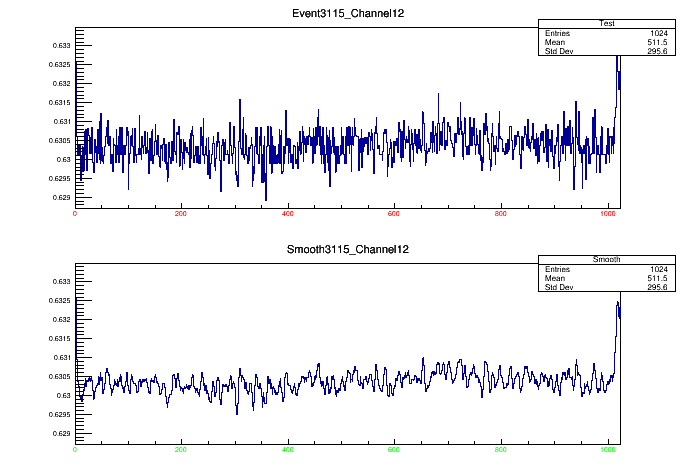 Event3115_Channel12
Test
Entries 1024
Mean 511.5
Std Dev 295.6
0.633
0.6325
0.632
0.6315
0.631
0.6305
0.63
0.6295
0.629
0 200 400 600 800 1000
Smooth3115_Channel12
Smooth
Entries 1024
Mean 511.5
Std Dev 295.6
0.633
0.6325
0.632
0.6315
0.631
0.6305
0.63
0.6295
0.629
0 200 400 600 800 1000